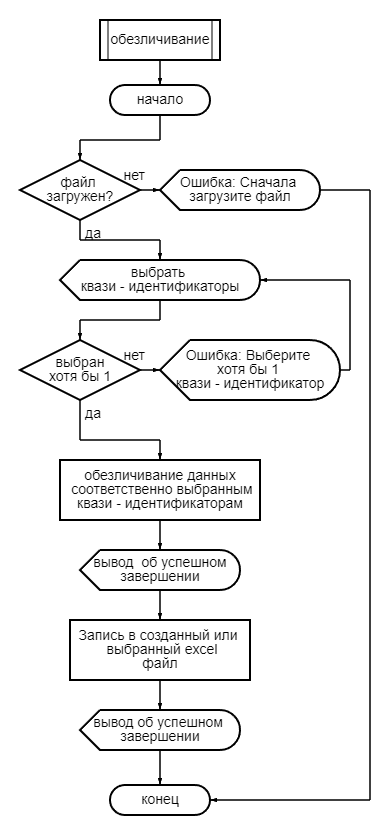 обезличивание
начало
файл
загружен?
нет
Ошибка: Сначала
загрузите файл
да
выбрать
квази - идентификаторы
выбран
хотя бы 1
нет
Ошибка: Выберите
хотя бы 1
квази - идентификатор
да
обезличивание данных
соответственно выбранным
квази - идентификаторам
вывод об успешном
завершении
Запись в созданный или
выбранный excel
файл
вывод об успешном
завершении
конец